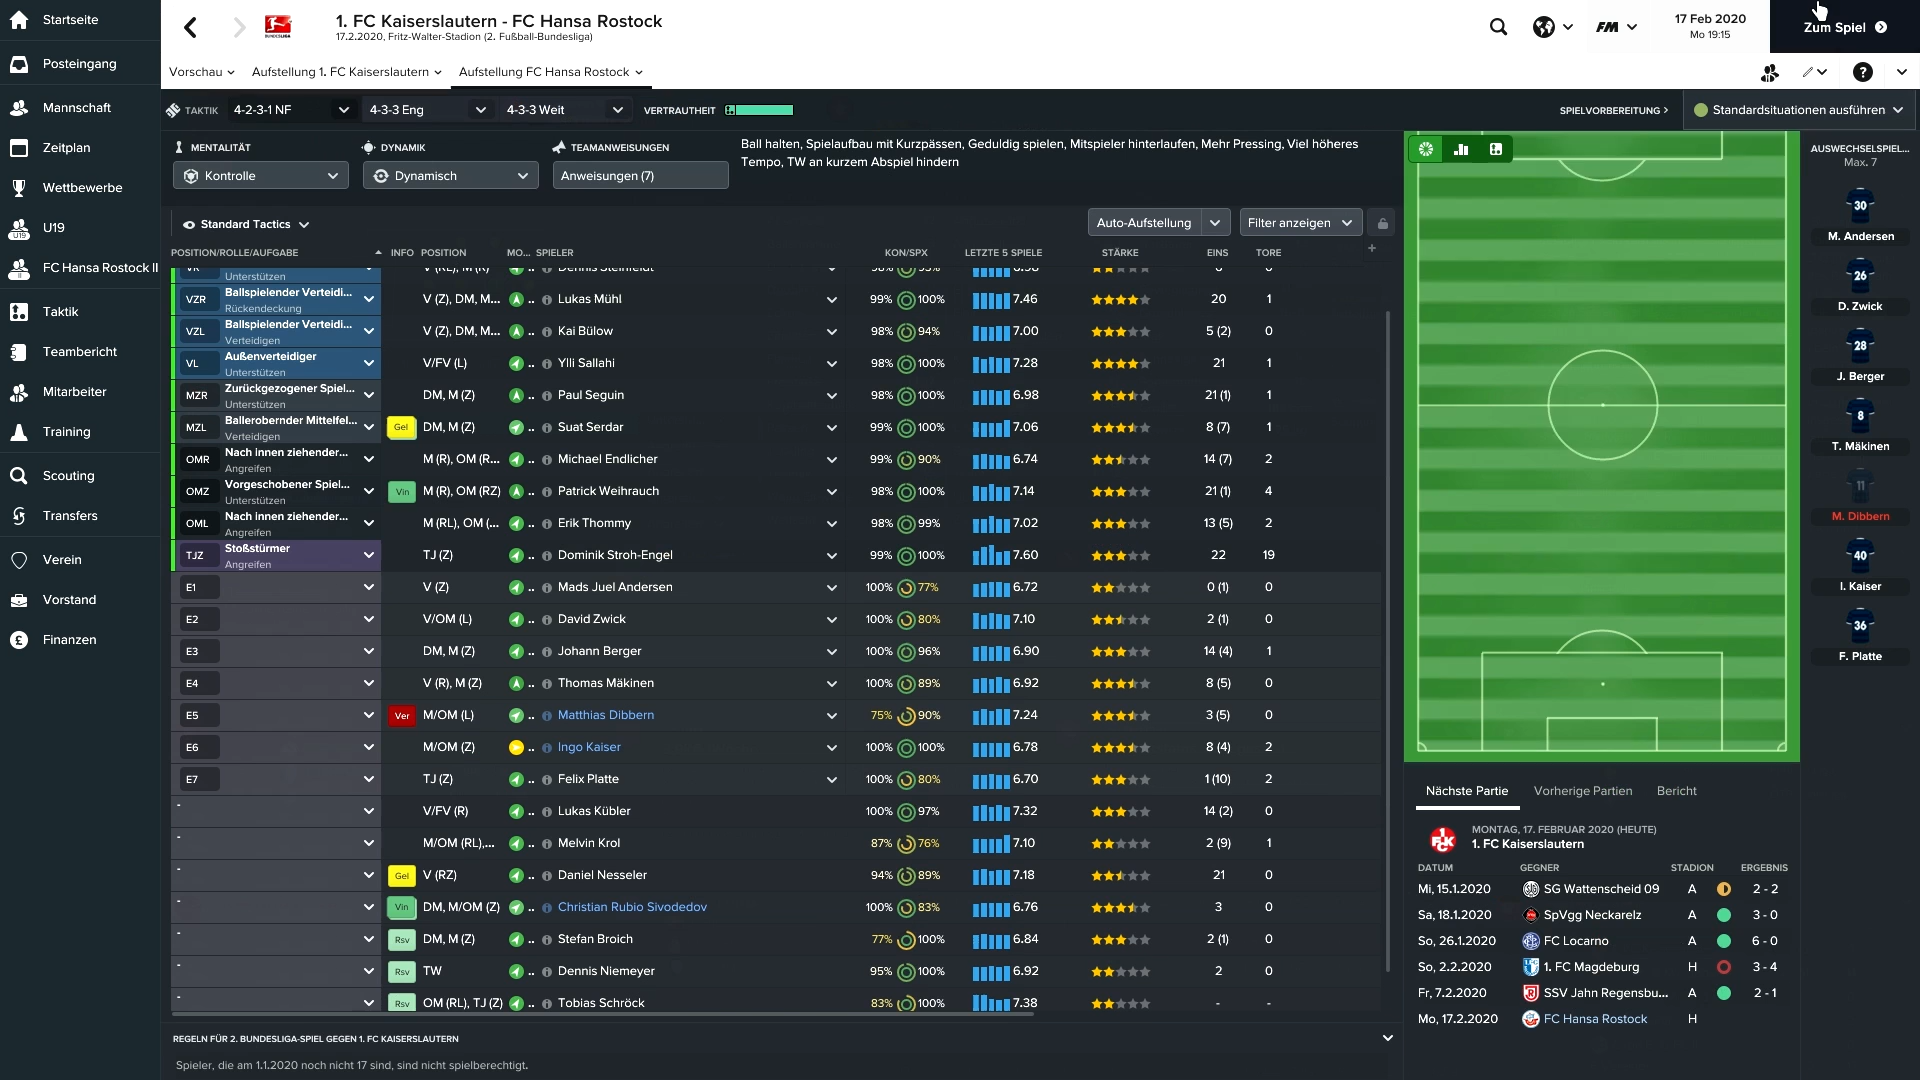 Startseite
Posteingang
Mannschaft
Zeitplan
Wettbewerbe
U19
FC Hansa Rostock II
Taktik
Teambericht
Mitarbeiter
Training
Scouting
Transfers
Verein
Vorstand
Finanzen
1. FC Kaiserslautern - FC Hansa Rostock
17.2.2020, Fritz-Walter-Stadion (2. Fußball-Bundesliga)
FM
17 Feb 2020
Mo 19:15
Zum Spiel
Vorschau Aufstellung 1. FC Kaiserslautern Aufstellung FC Hansa Rostock
TAKTIK 4-2-3-1 NF 4-3-3 Eng 4-3-3 Weit VERTRAUTHEIT SPIELVORBEREITUNG > Standardsituationen ausführen
MENTALITÄT DYNAMIK TEAMANWEISUNGEN
Kontrolle Dynamisch Anweisungen (7)
Ball halten, Spielaufbau mit Kurzpässen, Geduldig spielen, Mitspieler hinterlaufen, Mehr Pressing, Viel höheres
Tempo, TW an kurzem Abspiel hindern
Standard Tactics Auto-Aufstellung Filter anzeigen
POSITION/ROLLE/AUFGABE INFO POSITION MO... SPIELER KON/SPX LETZTE 5 SPIELE STÄRKE EINS TORE
Unterstützen
VZR Ballspielender Verteidi... Rückendeckung V (Z), DM, M... Lukas Mühl 99% 100% 7.46 20 1
VZL Ballspielender Verteidi... Verteidigen V (Z), DM, M... Kai Bülow 98% 94% 7.00 5 (2) 0
VL Außenverteidiger Unterstützen V/FV (L) Ylli Sallahi 98% 100% 7.28 21 1
MZR Zurückgezogener Spiel... Unterstützen DM, M (Z) Paul Seguin 98% 100% 6.98 21 (1) 1
MZL Ballerobernder Mittelfel... Verteidigen Gel DM, M (Z) Suat Serdar 99% 100% 7.06 8 (7) 1
OMR Nach innen ziehender... Angreifen M (R), OM (R... Michael Endlicher 99% 90% 6.74 14 (7) 2
OMZ Vorgeschobener Spiel... Unterstützen Vin M (R), OM (RZ) Patrick Weihrauch 98% 100% 7.14 21 (1) 4
OML Nach innen ziehender... Angreifen M (RL), OM (... Erik Thommy 98% 99% 7.02 13 (5) 2
TJZ Stoßstürmer Angreifen TJ (Z) Dominik Stroh-Engel 99% 100% 7.60 22 19
E1 V (Z) Mads Juel Andersen 100% 77% 6.72 0 (1) 0
E2 V/OM (L) David Zwick 100% 80% 7.10 2 (1) 0
E3 DM, M (Z) Johann Berger 100% 96% 6.90 14 (4) 1
E4 V (R), M (Z) Thomas Mäkinen 100% 89% 6.92 8 (5) 0
E5 Ver M/OM (L) Matthias Dibbern 75% 90% 7.24 3 (5) 0
E6 M/OM (Z) Ingo Kaiser 100% 100% 6.78 8 (4) 2
E7 TJ (Z) Felix Platte 100% 80% 6.70 1 (10) 2
- V/FV (R) Lukas Kübler 100% 97% 7.32 14 (2) 0
- M/OM (RL),... Melvin Krol 87% 76% 7.10 2 (9) 1
- Gel V (RZ) Daniel Nesseler 94% 89% 7.18 21 0
- Vin DM, M/OM (Z) Christian Rubio Sivodedov 100% 83% 6.76 3 0
- Rsv DM, M (Z) Stefan Broich 77% 100% 6.84 2 (1) 0
- Rsv TW Dennis Niemeyer 95% 100% 6.92 2 0
- Rsv OM (RL), TJ (Z) Tobias Schröck 83% 100% 7.38 - -
REGELN FÜR 2. BUNDESLIGA-SPIEL GEGEN 1. FC KAISERSLAUTERN
Spieler, die am 1.1.2020 noch nicht 17 sind, sind nicht spielberechtigt.
AUSWECHSELSPIEL...
Max. 7
30
M. Andersen
26
D. Zwick
28
J. Berger
8
T. Mäkinen
11
M. Dibbern
40
I. Kaiser
36
F. Platte
Nächste Partie Vorherige Partien Bericht
MONTAG, 17. FEBRUAR 2020 (HEUTE)
1. FC Kaiserslautern
DATUM GEGNER STADION ERGEBNIS
Mi, 15.1.2020 SG Wattenscheid 09 A 2 - 2
Sa, 18.1.2020 SpVgg Neckarelz A 3 - 0
So, 26.1.2020 FC Locarno A 6 - 0
So, 2.2.2020 1. FC Magdeburg H 3 - 4
Fr, 7.2.2020 SSV Jahn Regensbu... A 2 - 1
Mo, 17.2.2020 FC Hansa Rostock H